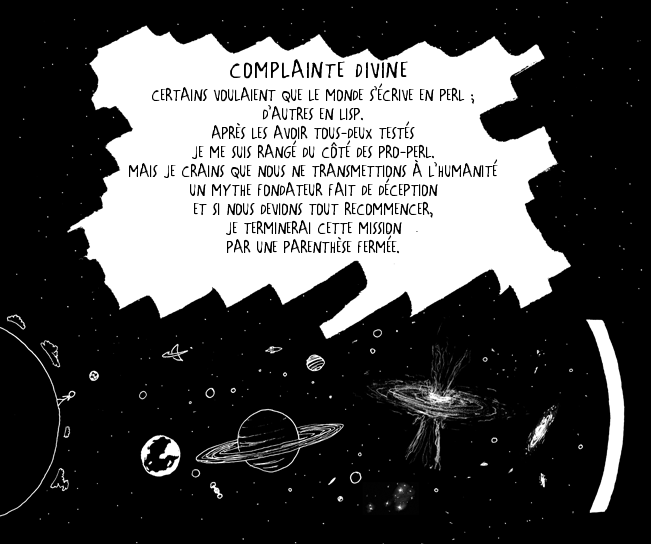 COMPLAINTE DIVINE
CERTAINS VOULAIENT QUE LE MONDE S'ÉCRIVE EN PERL ;
D'AUTRES EN LISP.
APRÈS LES AVOIR TOUS-DEUX TESTÉS
JE ME SUIS RANGÉ DU CÔTÉ DES PRO-PERL.
MAIS JE CRAINS QUE NOUS NE TRANSMETTIONS À L'HUMANITÉ
UN MYTHE FONDATEUR FAIT DE DÉCEPTION
ET SI NOUS DEVIONS TOUT RECOMMENCER,
JE TERMINERAI CETTE MISSION
PAR UNE PARENTHÈSE FERMÉE.